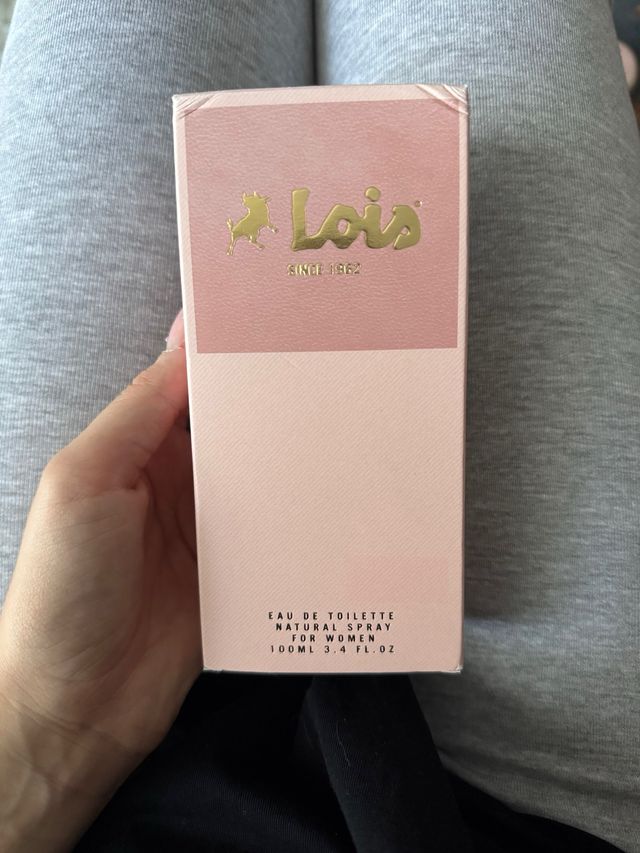 Lois®
SINCE 1962
EAU DE TOILETTE
NATURAL SPRAY
FOR WOMEN
100ML 3.4 FL.OZ